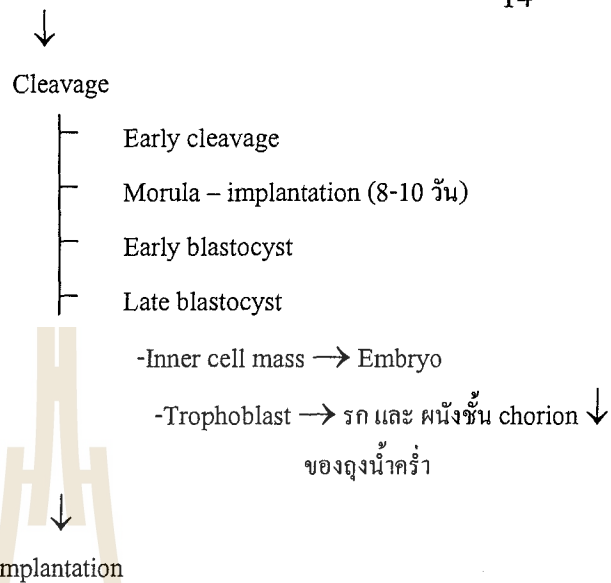 14
↓
Cleavage
Early cleavage
Morula – implantation (8-10 วัน)
Early blastocyst
Late blastocyst
-Inner cell mass → Embryo
-Trophoblast → รก และ ผนังชั้น chorion ↓
ของถุงน้ำคร่ำ
↓
mplantation